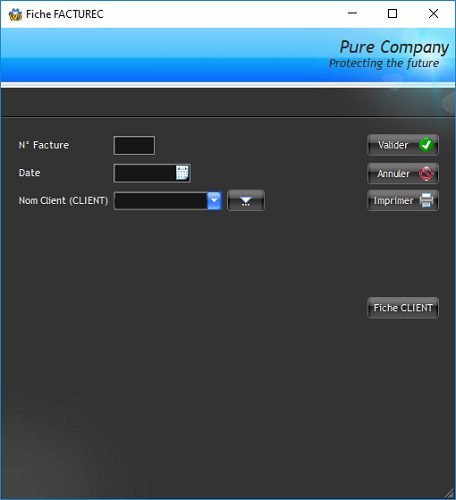 Fiche FACTUREC
Pure Company
Protecting the future
N° Facture
Valider
Date
Annuler
Nom Client (CLIENT)
...
Imprimer
Fiche CLIENT